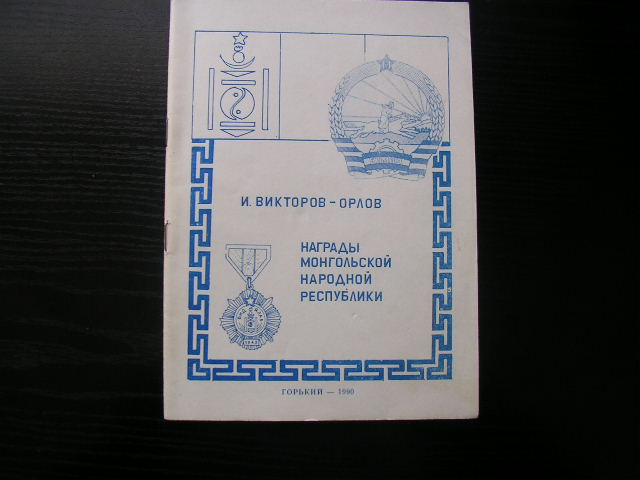 И. ВИКТОРОВ - ОРЛОВ
НАГРАДЫ
МОНГОЛЬСКОЙ
НАРОДНОЙ
РЕСПУБЛИКИ
ГОРЬКИЙ — 1990